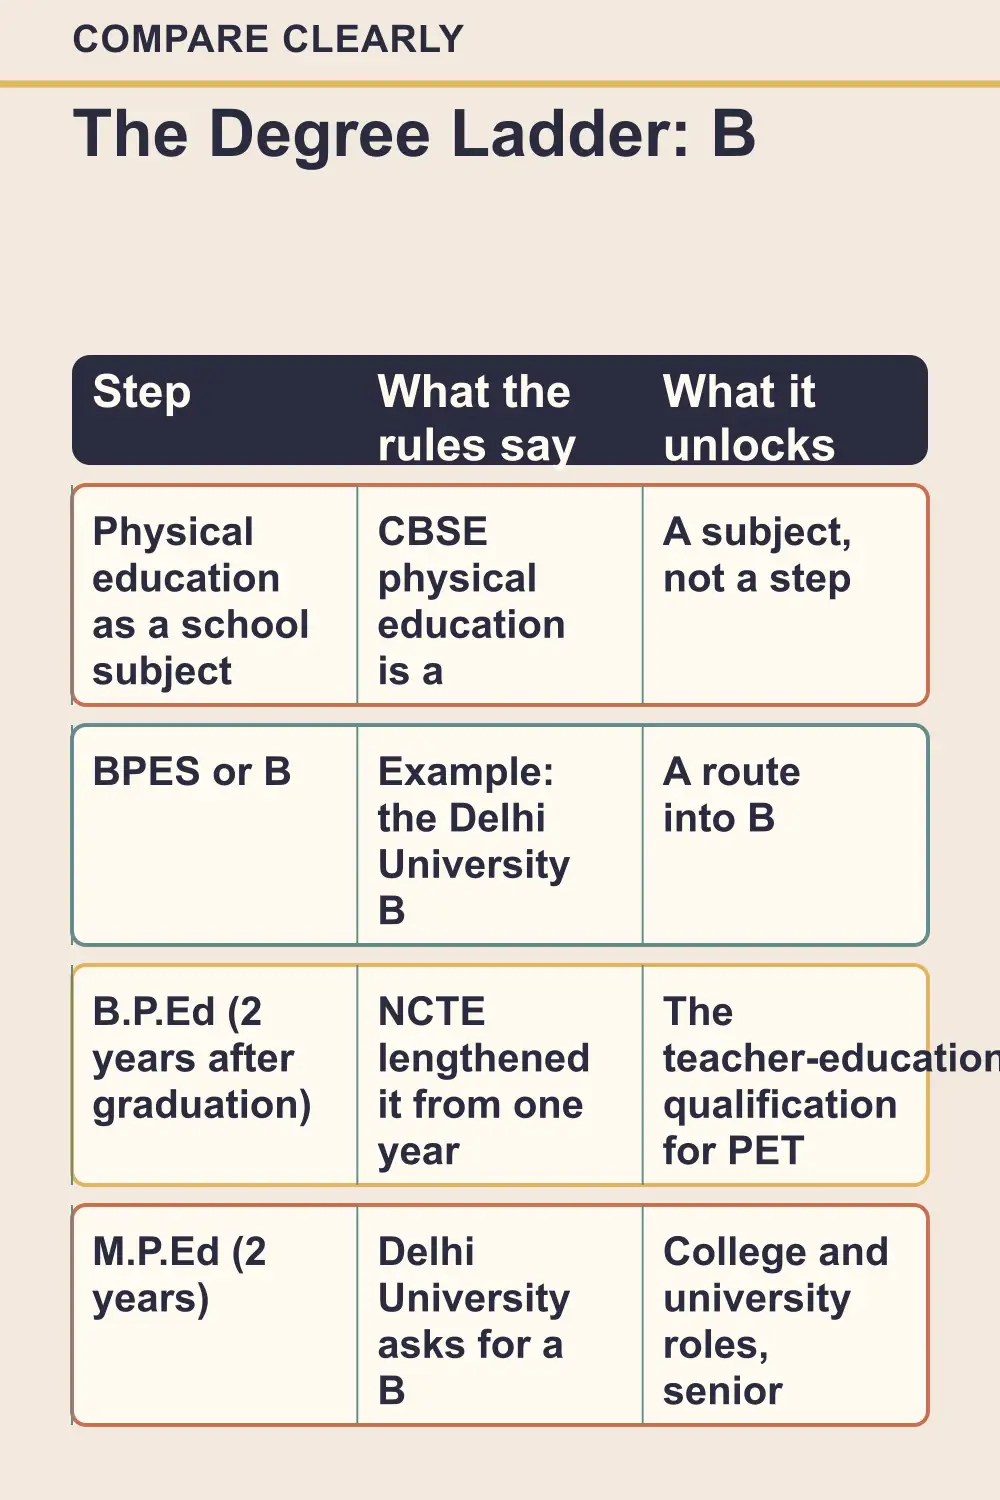 COMPARE CLEARLY
The Degree Ladder: B
Step
What the
rules say
What it
unlocks
Physical
education
as a school
subject
CBSE
physical
education
is a
A subject,
not a step
BPES or B
Example:
the Delhi
University
B
A route
into B
B.P.Ed (2
years after
graduation)
NCTE
lengthened
it from one
year
The
teacher-education
qualification
for PET
M.P.Ed (2
years)
Delhi
University
asks for a
B
College and
university
roles,
senior